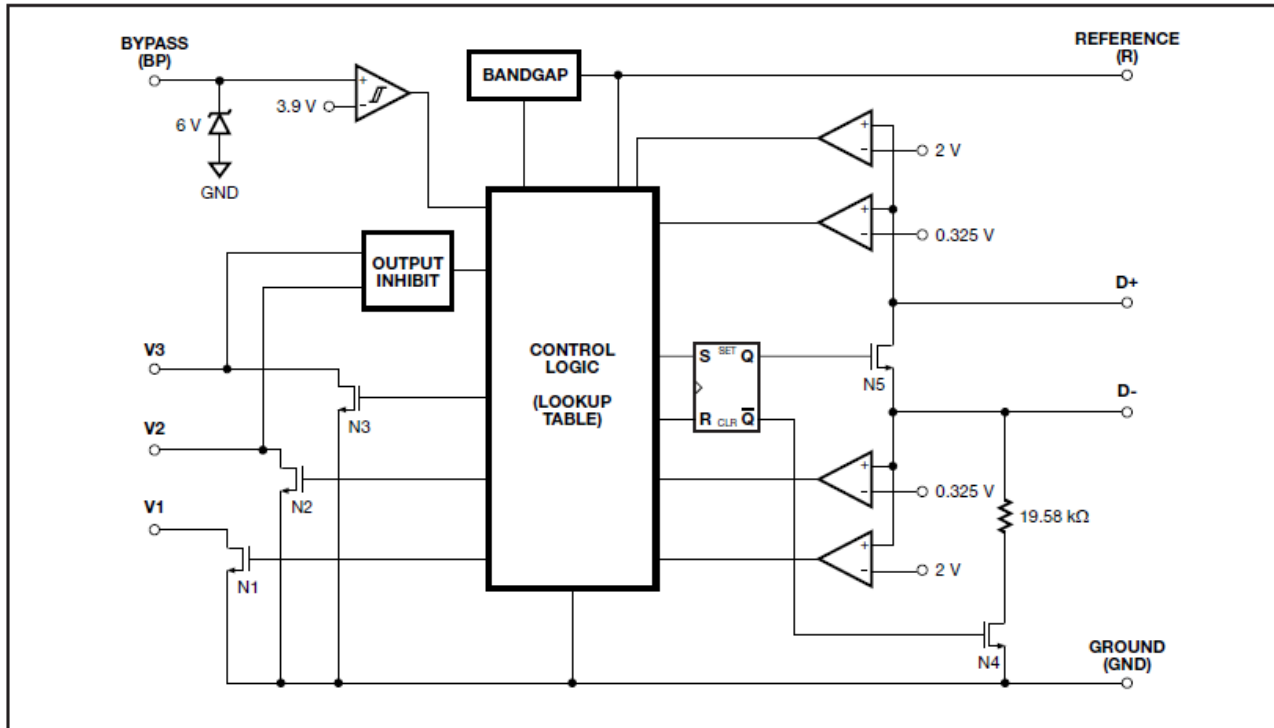 BYPASS
(BP)
3.9 V
+
−
6 V
GND
BANDGAP
REFERENCE
(R)
+
−
2 V
+
−
0.325 V
OUTPUT
INHIBIT
D+
V3
N3
V2
N2
V1
N1
CONTROL
LOGIC
(LOOKUP
TABLE)
S SET Q
R CLR Q̅
N5
D-
+
−
0.325 V
19.58 kΩ
+
−
2 V
N4
GROUND
(GND)